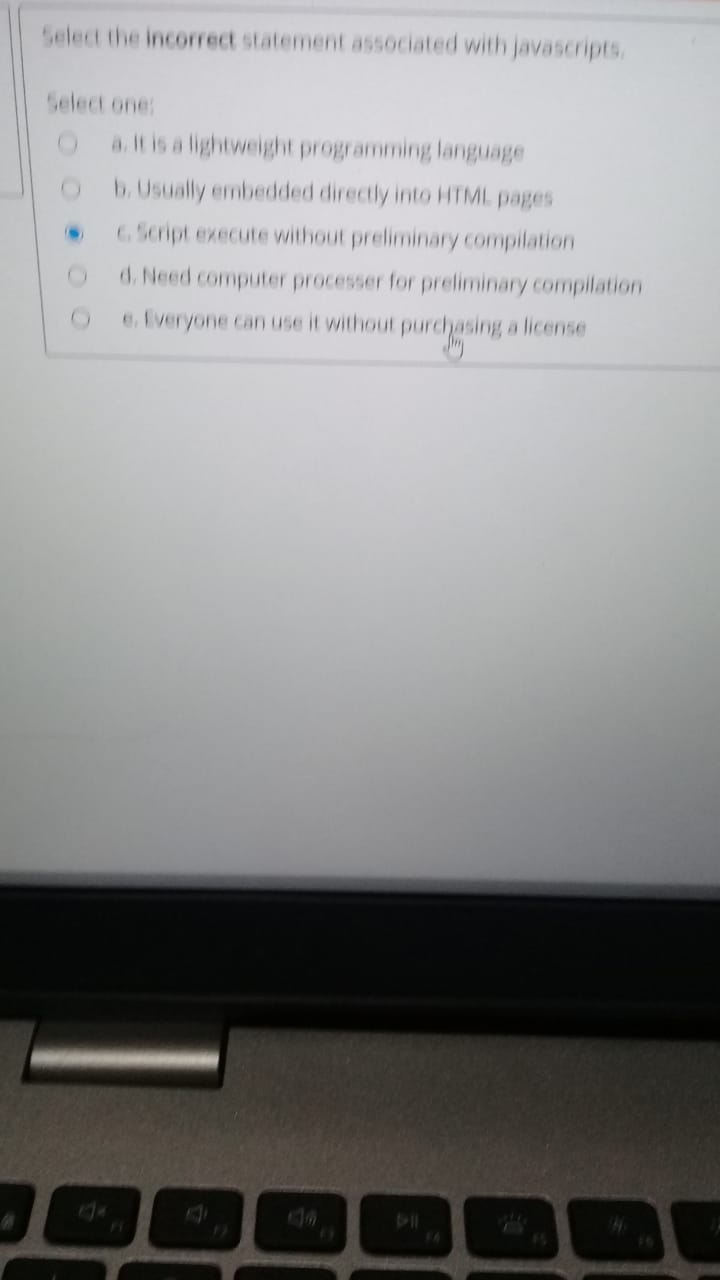 Select the incorrect statement associated with javascripts.
Select one:
a. It is a lightweight programming language
b. Usually embedded directly into HTML pages
c. Script execute without preliminary compilation
d. Need computer processer for preliminary compilation
e. Everyone can use it without purchasing a license
F1 F2 F3 F4 F5 F6